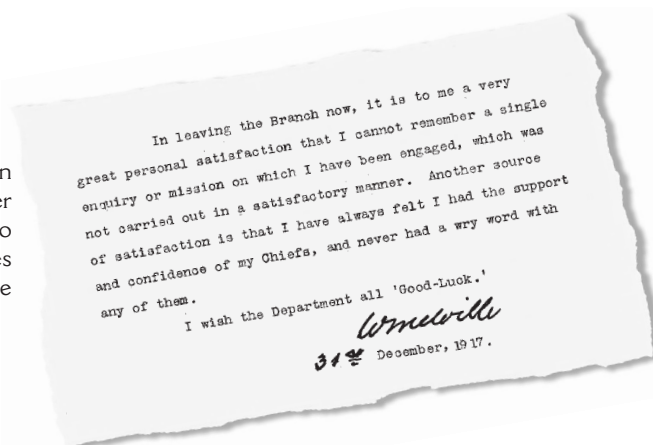 n
er
o
es
e
In leaving the Branch now, it is to me a very
great personal satisfaction that I cannot remember a single
enquiry or mission on which I have been engaged, which was
not carried out in a satisfactory manner. Another source
of satisfaction is that I have always felt I had the support
and confidence of my Chiefs, and never had a wry word with
any of them.
I wish the Department all 'Good-Luck.'
WMelville
31st December, 1917.